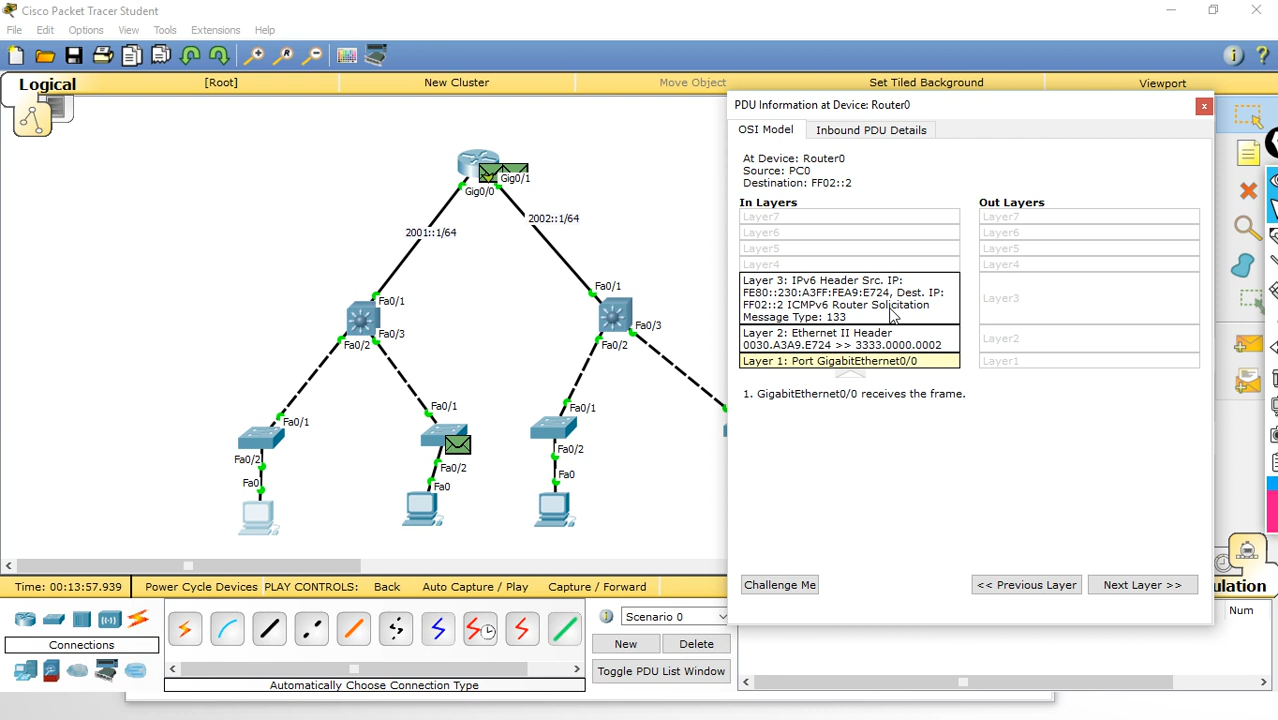 Cisco Packet Tracer Student
File Edit Options View Tools Extensions Help
Logical
[Root]
New Cluster
Move Object
Set Tiled Background
Viewport
Gig0/1
Gig0/0
2001::1/64
2002::1/64
Fa0/1
Fa0/3
Fa0/2
Fa0/1
Fa0/3
Fa0/2
Fa0/1
Fa0/2
Fa0
Fa0/1
Fa0/2
Fa0
Fa0/1
Fa0/2
Fa0
PDU Information at Device: Router0
x
OSI Model
Inbound PDU Details
At Device: Router0
Source: PC0
Destination: FF02::2
In Layers
Layer7
Layer6
Layer5
Layer4
Layer 3: IPv6 Header Src. IP:
FE80::230:A3FF:FEA9:E724, Dest. IP:
FF02::2 ICMPv6 Router Solicitation
Message Type: 133
Layer 2: Ethernet II Header
0030.A3A9.E724 >> 3333.0000.0002
Layer 1: Port GigabitEthernet0/0
Out Layers
Layer7
Layer6
Layer5
Layer4
Layer3
Layer2
Layer1
1. GigabitEthernet0/0 receives the frame.
Challenge Me
<< Previous Layer
Next Layer >>
Time: 00:13:57.939
Power Cycle Devices
PLAY CONTROLS:
Back
Auto Capture / Play
Capture / Forward
Connections
Automatically Choose Connection Type
Scenario 0
New
Delete
Toggle PDU List Window
Num